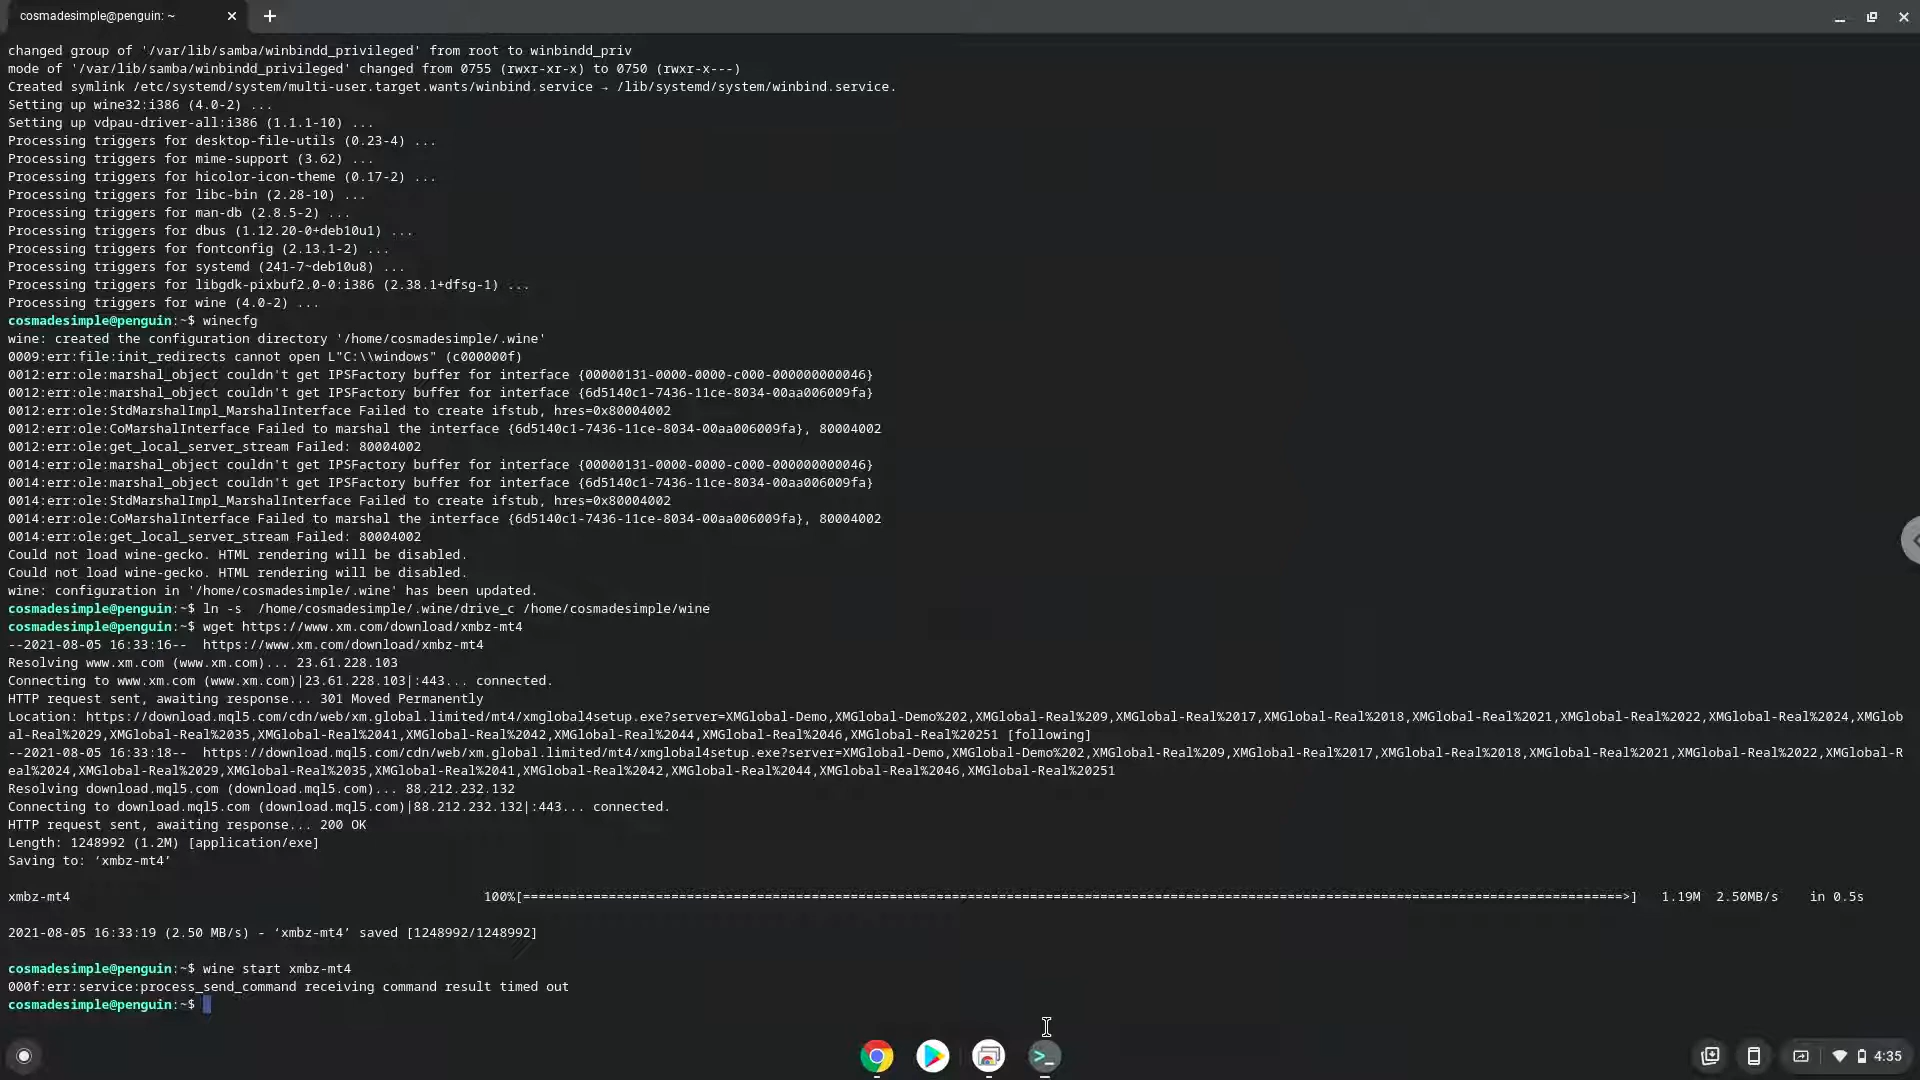 cosmadesimple@penguin: ~
changed group of '/var/lib/samba/winbindd_privileged' from root to winbindd_priv
mode of '/var/lib/samba/winbindd_privileged' changed from 0755 (rwxr-xr-x) to 0750 (rwxr-x---)
Created symlink /etc/systemd/system/multi-user.target.wants/winbind.service → /lib/systemd/system/winbind.service.
Setting up wine32:i386 (4.0-2) ...
Setting up vdpau-driver-all:i386 (1.1.1-10) ...
Processing triggers for desktop-file-utils (0.23-4) ...
Processing triggers for mime-support (3.62) ...
Processing triggers for hicolor-icon-theme (0.17-2) ...
Processing triggers for libc-bin (2.28-10) ...
Processing triggers for man-db (2.8.5-2) ...
Processing triggers for dbus (1.12.20-0+deb10u1) ...
Processing triggers for fontconfig (2.13.1-2) ...
Processing triggers for systemd (241-7~deb10u8) ...
Processing triggers for libgdk-pixbuf2.0-0:i386 (2.38.1+dfsg-1) ...
Processing triggers for wine (4.0-2) ...
cosmadesimple@penguin:~$ winecfg
wine: created the configuration directory '/home/cosmadesimple/.wine'
0009:err:file:init_redirects cannot open L"C:\\windows" (c000000f)
0012:err:ole:marshal_object couldn't get IPSFactory buffer for interface {00000131-0000-0000-c000-000000000046}
0012:err:ole:marshal_object couldn't get IPSFactory buffer for interface {6d5140c1-7436-11ce-8034-00aa006009fa}
0012:err:ole:StdMarshalImpl_MarshalInterface Failed to create ifstub, hres=0x80004002
0012:err:ole:CoMarshalInterface Failed to marshal the interface {6d5140c1-7436-11ce-8034-00aa006009fa}, 80004002
0012:err:ole:get_local_server_stream Failed: 80004002
0014:err:ole:marshal_object couldn't get IPSFactory buffer for interface {00000131-0000-0000-c000-000000000046}
0014:err:ole:marshal_object couldn't get IPSFactory buffer for interface {6d5140c1-7436-11ce-8034-00aa006009fa}
0014:err:ole:StdMarshalImpl_MarshalInterface Failed to create ifstub, hres=0x80004002
0014:err:ole:CoMarshalInterface Failed to marshal the interface {6d5140c1-7436-11ce-8034-00aa006009fa}, 80004002
0014:err:ole:get_local_server_stream Failed: 80004002
Could not load wine-gecko. HTML rendering will be disabled.
Could not load wine-gecko. HTML rendering will be disabled.
wine: configuration in '/home/cosmadesimple/.wine' has been updated.
cosmadesimple@penguin:~$ ln -s  /home/cosmadesimple/.wine/drive_c /home/cosmadesimple/wine
cosmadesimple@penguin:~$ wget https://www.xm.com/download/xmbz-mt4
--2021-08-05 16:33:16--  https://www.xm.com/download/xmbz-mt4
Resolving www.xm.com (www.xm.com)... 23.61.228.103
Connecting to www.xm.com (www.xm.com)|23.61.228.103|:443... connected.
HTTP request sent, awaiting response... 301 Moved Permanently
Location: https://download.mql5.com/cdn/web/xm.global.limited/mt4/xmglobal4setup.exe?server=XMGlobal-Demo,XMGlobal-Demo%202,XMGlobal-Real%209,XMGlobal-Real%2017,XMGlobal-Real%2018,XMGlobal-Real%2021,XMGlobal-Real%2022,XMGlobal-Real%2024,XMGlob
al-Real%2029,XMGlobal-Real%2035,XMGlobal-Real%2041,XMGlobal-Real%2042,XMGlobal-Real%2044,XMGlobal-Real%2046,XMGlobal-Real%20251 [following]
--2021-08-05 16:33:18--  https://download.mql5.com/cdn/web/xm.global.limited/mt4/xmglobal4setup.exe?server=XMGlobal-Demo,XMGlobal-Demo%202,XMGlobal-Real%209,XMGlobal-Real%2017,XMGlobal-Real%2018,XMGlobal-Real%2021,XMGlobal-Real%2022,XMGlobal-R
eal%2024,XMGlobal-Real%2029,XMGlobal-Real%2035,XMGlobal-Real%2041,XMGlobal-Real%2042,XMGlobal-Real%2044,XMGlobal-Real%2046,XMGlobal-Real%20251
Resolving download.mql5.com (download.mql5.com)... 88.212.232.132
Connecting to download.mql5.com (download.mql5.com)|88.212.232.132|:443... connected.
HTTP request sent, awaiting response... 200 OK
Length: 1248992 (1.2M) [application/exe]
Saving to: ‘xmbz-mt4’
xmbz-mt4 100%[===================================================>] 1.19M 2.50MB/s in 0.5s
2021-08-05 16:33:19 (2.50 MB/s) - ‘xmbz-mt4’ saved [1248992/1248992]
cosmadesimple@penguin:~$ wine start xmbz-mt4
000f:err:service:process_send_command receiving command result timed out
cosmadesimple@penguin:~$
4:35